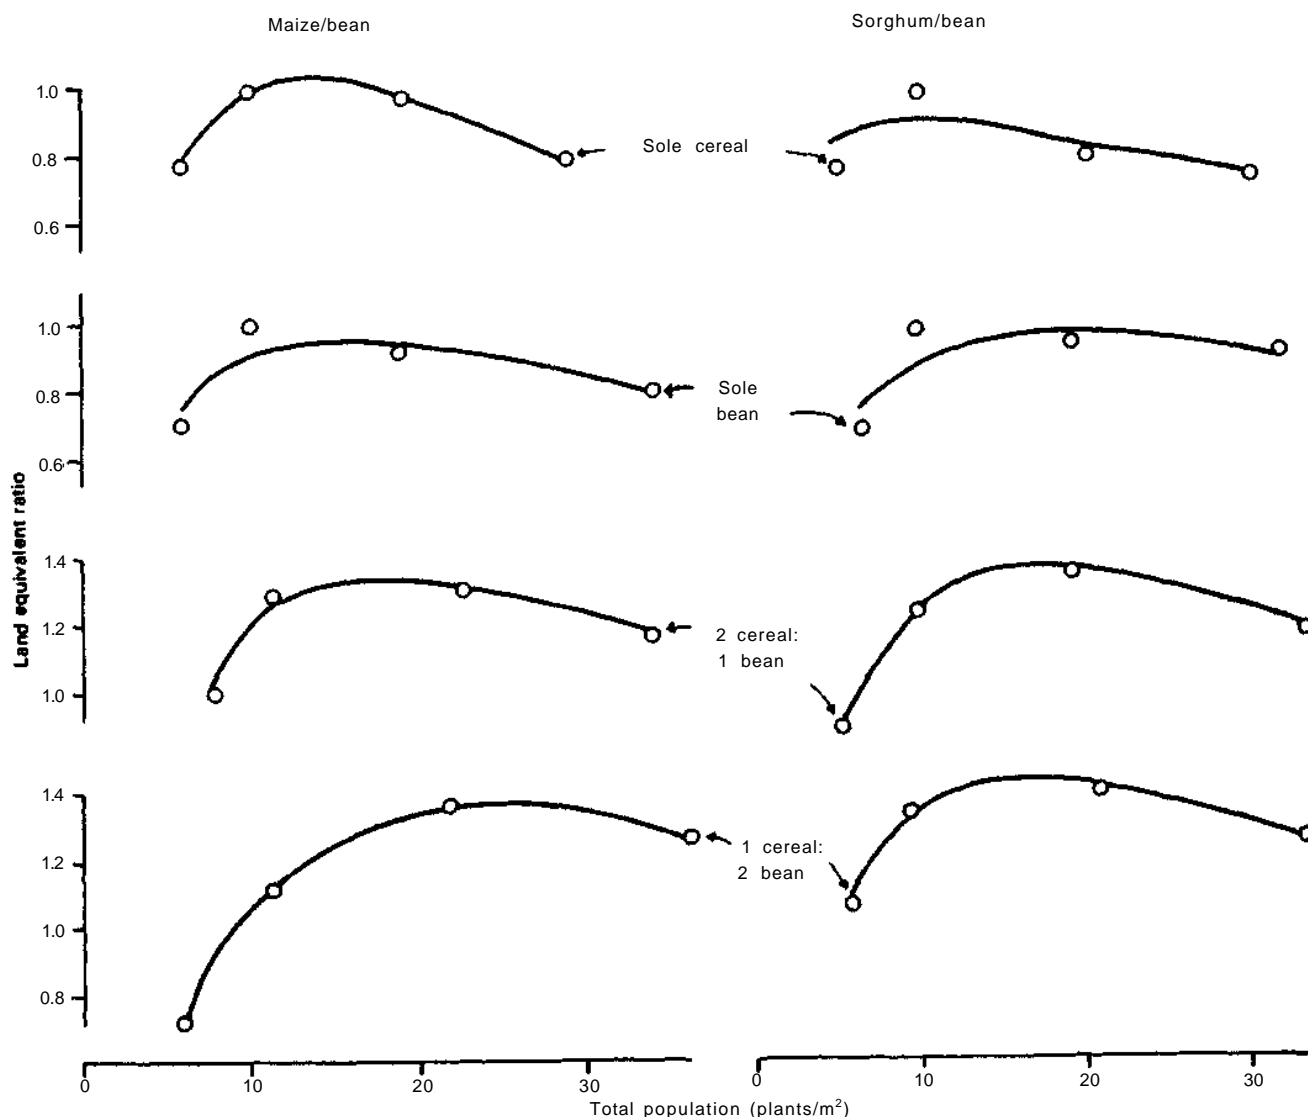 Maize/bean
Sorghum/bean
1.0
0.8
0.6
Sole cereal
1.0
0.8
0.6
Sole
bean
Land equivalent ratio
1.4
1.2
1.0
2 cereal:
1 bean
1.4
1.2
1.0
0.8
1 cereal:
2 bean
0 10 20 30
0 10 20 30
Total population (plants/m²)